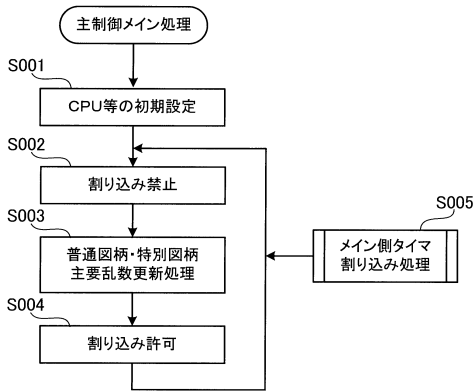 主制御メイン処理
S001
CPU等の初期設定
S002
割り込み禁止
S003
普通図柄・特別図柄
主要乱数更新処理
S004
割り込み許可
S005
メイン側タイマ
割り込み処理